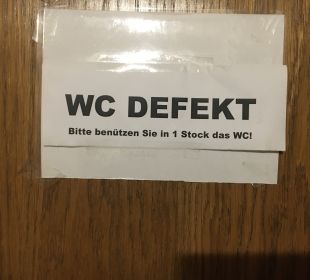 WC DEFEKT
Bitte benützen Sie in 1 Stock das WC!